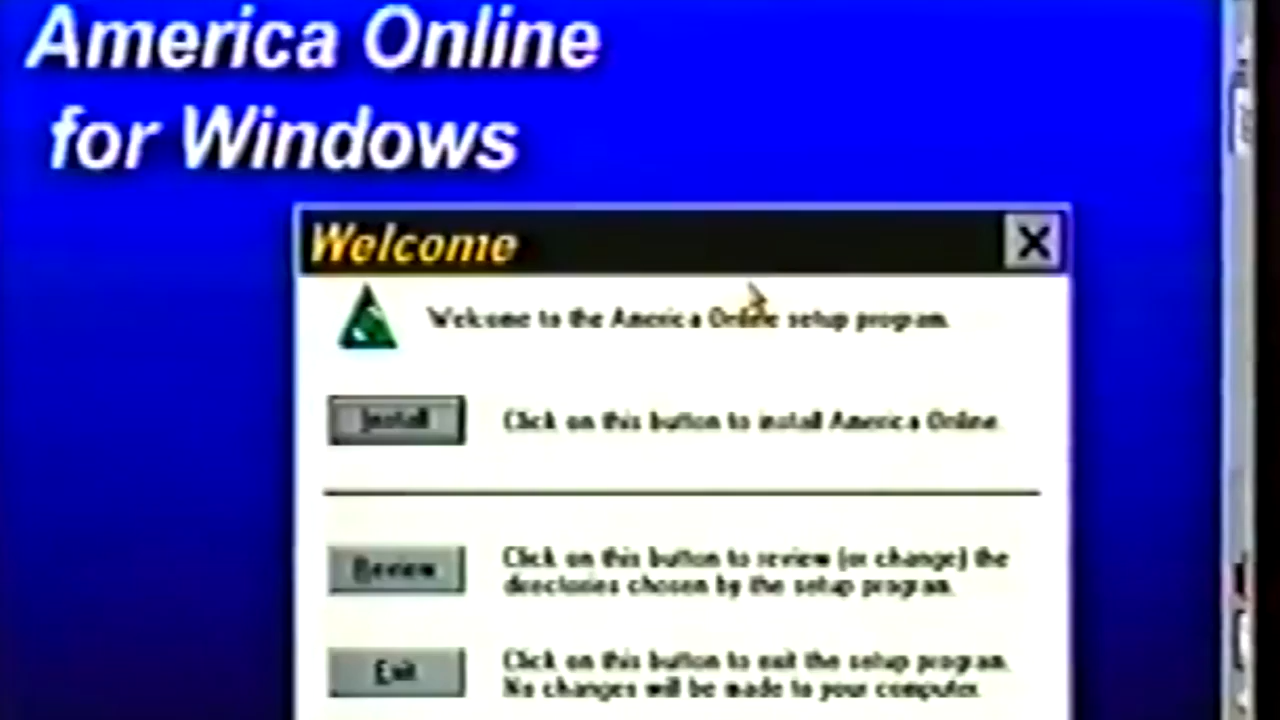 America Online
for Windows
Welcome
Welcome to the America Online setup program.
Install
Click on this button to install America Online.
Review
Click on this button to review (or change) the
directories chosen by the setup program.
Exit
Click on this button to exit the setup program.
No changes will be made to your computer.